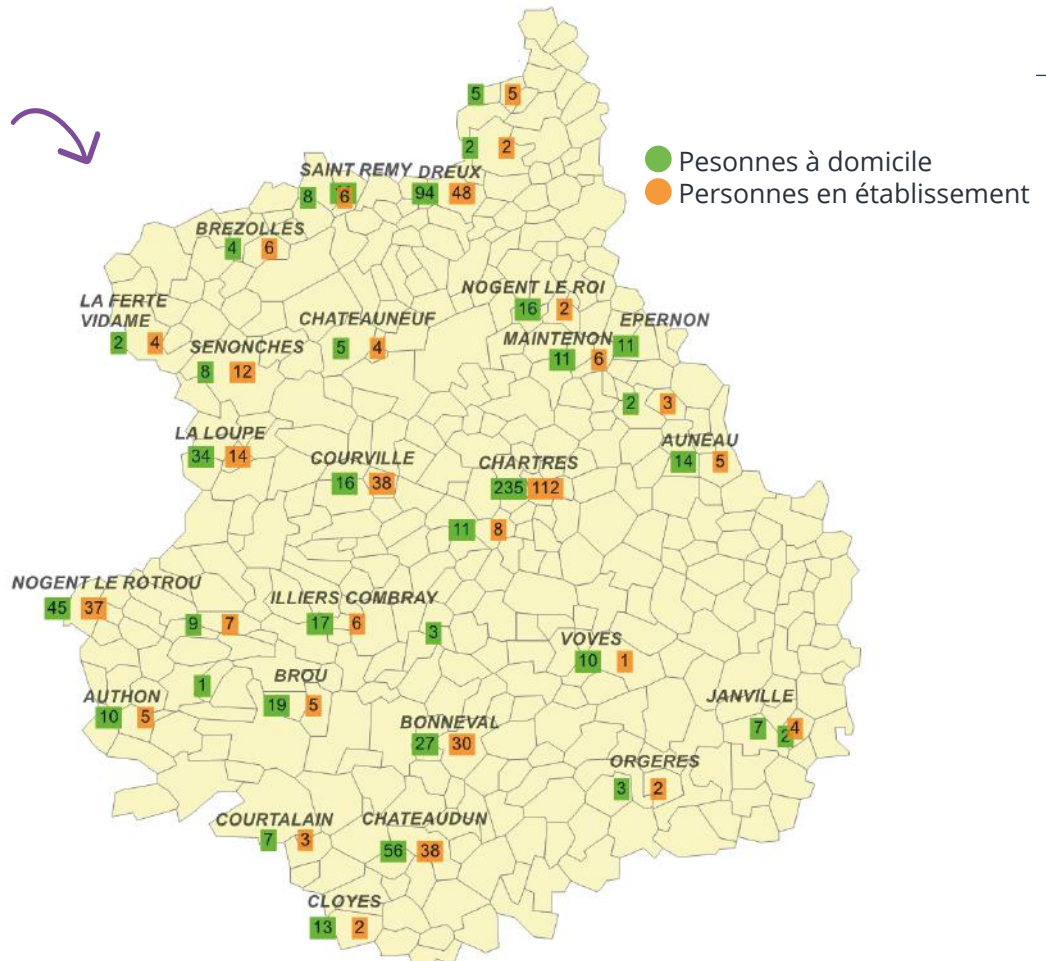 5 5
2 2
Pesonnes à domicile
Personnes en établissement
SAINT REMY DREUX
8 6 94 48
BREZOLLES
4 6
NOGENT LE ROI
16 2
LA FERTE
VIDAME
2 4
CHATEAUNEUF
5 4
EPERNON
11
MAINTENON
11 6
SENONCHES
8 12
2 3
LA LOUPE
34 14
COURVILLE
16 38
CHARTRES
235 112
AUNEAU
14 5
11 8
NOGENT LE ROTROU
45 37
9 7
ILLIERS COMBRAY
17 6
3
VOVES
10 1
1
AUTHON
10 5
BROU
19 5
JANVILLE
7 2 4
BONNEVAL
27 30
ORGERES
3 2
COURTALAIN
7 3
CHATEAUDUN
56 38
CLOYES
13 2